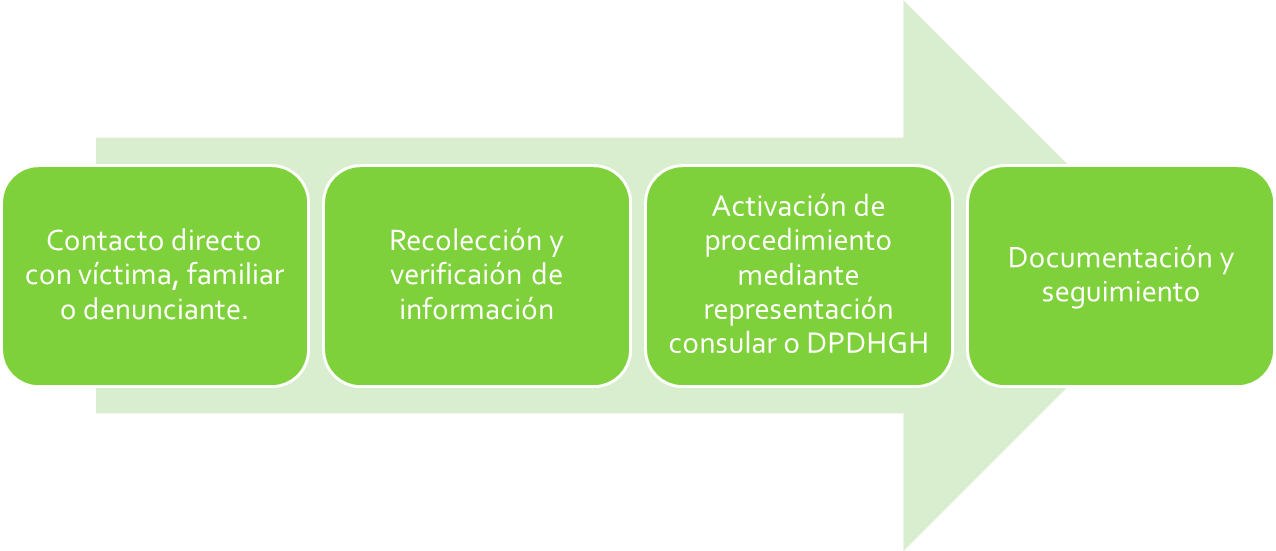 Contacto directo
con víctima, familiar
o denunciante.
Recolección y
verificaión de
información
Activación de
procedimiento
mediante
representación
consular o DPDHGH
Documentación y
seguimiento